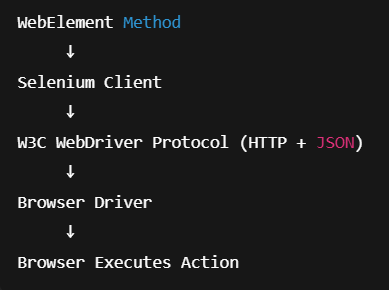 WebElement Method
↓
Selenium Client
↓
W3C WebDriver Protocol (HTTP + JSON)
↓
Browser Driver
↓
Browser Executes Action